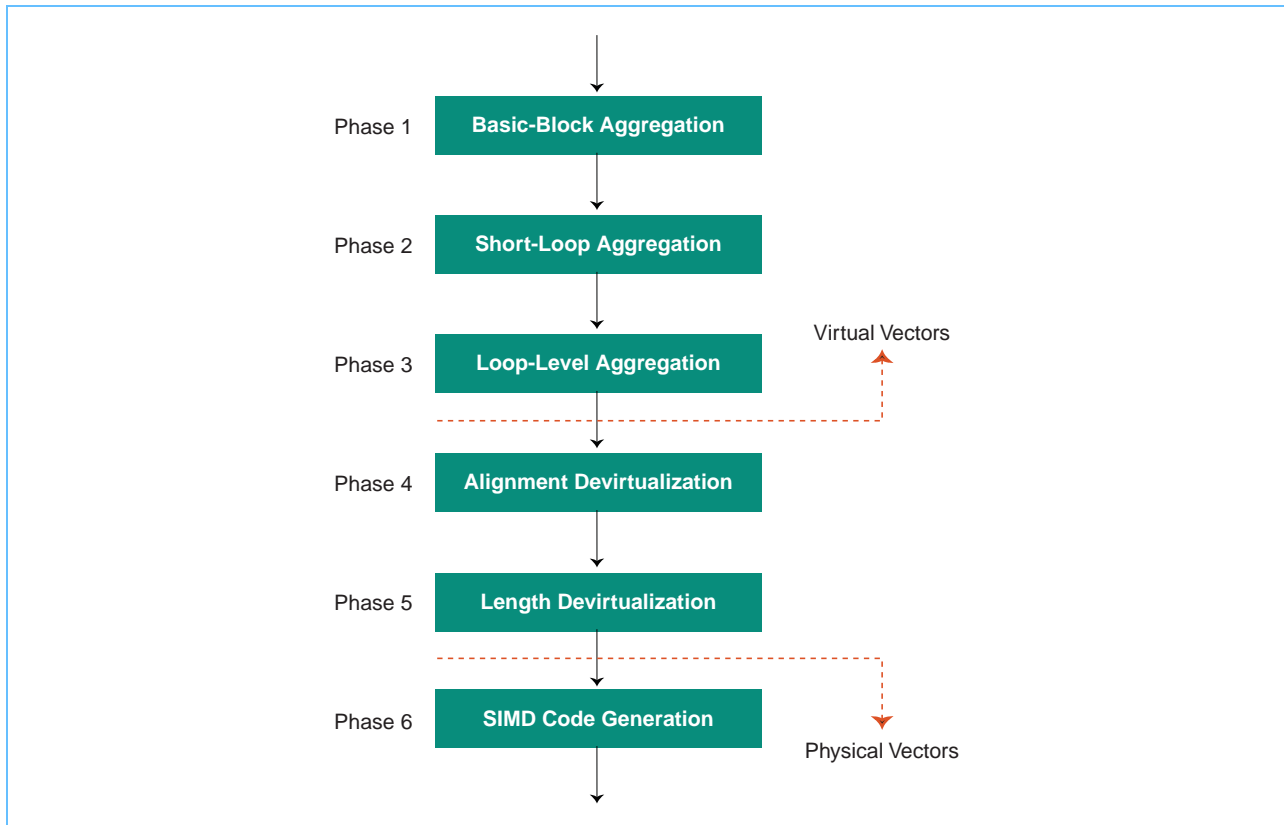 Phase 1
Basic-Block Aggregation
Phase 2
Short-Loop Aggregation
Virtual Vectors
Phase 3
Loop-Level Aggregation
Phase 4
Alignment Devirtualization
Phase 5
Length Devirtualization
Phase 6
SIMD Code Generation
Physical Vectors